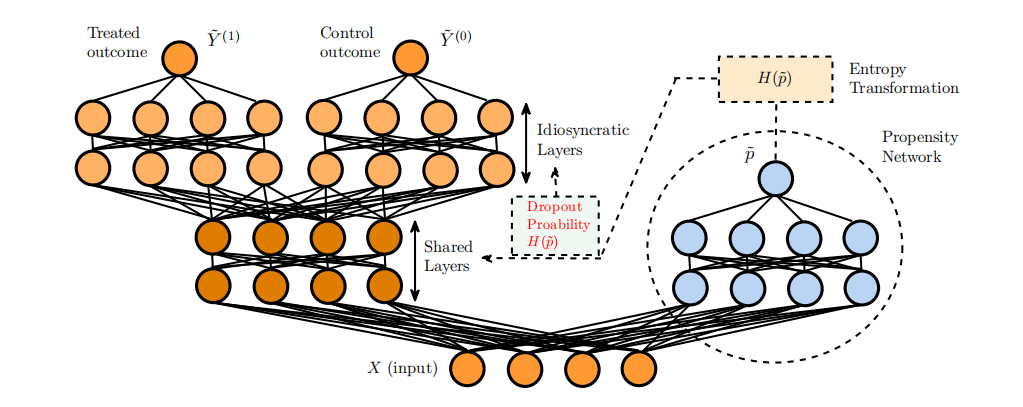 Treated
outcome
Ỹ⁽¹⁾
Control
outcome
Ỹ⁽⁰⁾
H(p̃)
Entropy
Transformation
Idiosyncratic
Layers
Propensity
Network
p̃
Dropout
Proability
H(p̃)
Shared
Layers
X (input)